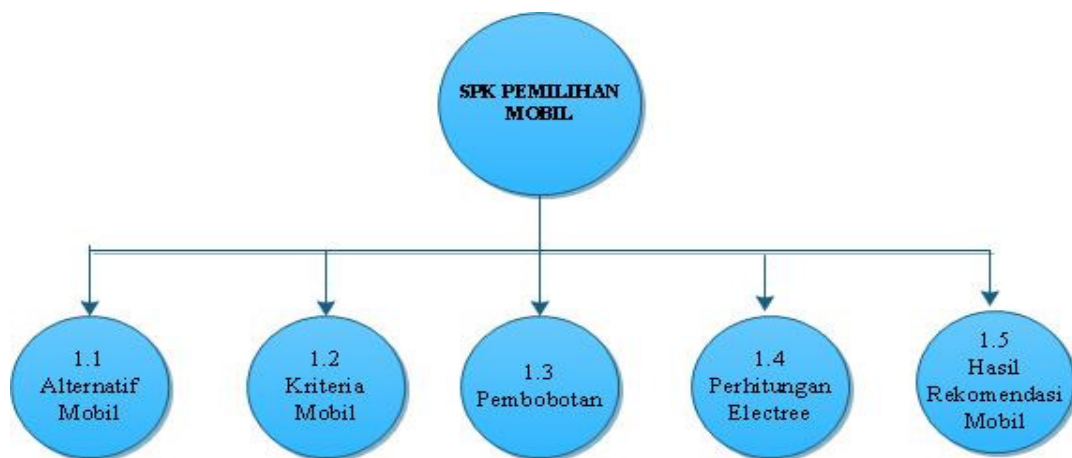 SPK PEMILIHAN
MOBIL
1.1
Alternatif
Mobil
1.2
Kriteria
Mobil
1.3
Pembobotan
1.4
Perhitungan
Electree
1.5
Hasil
Rekomendasi
Mobil